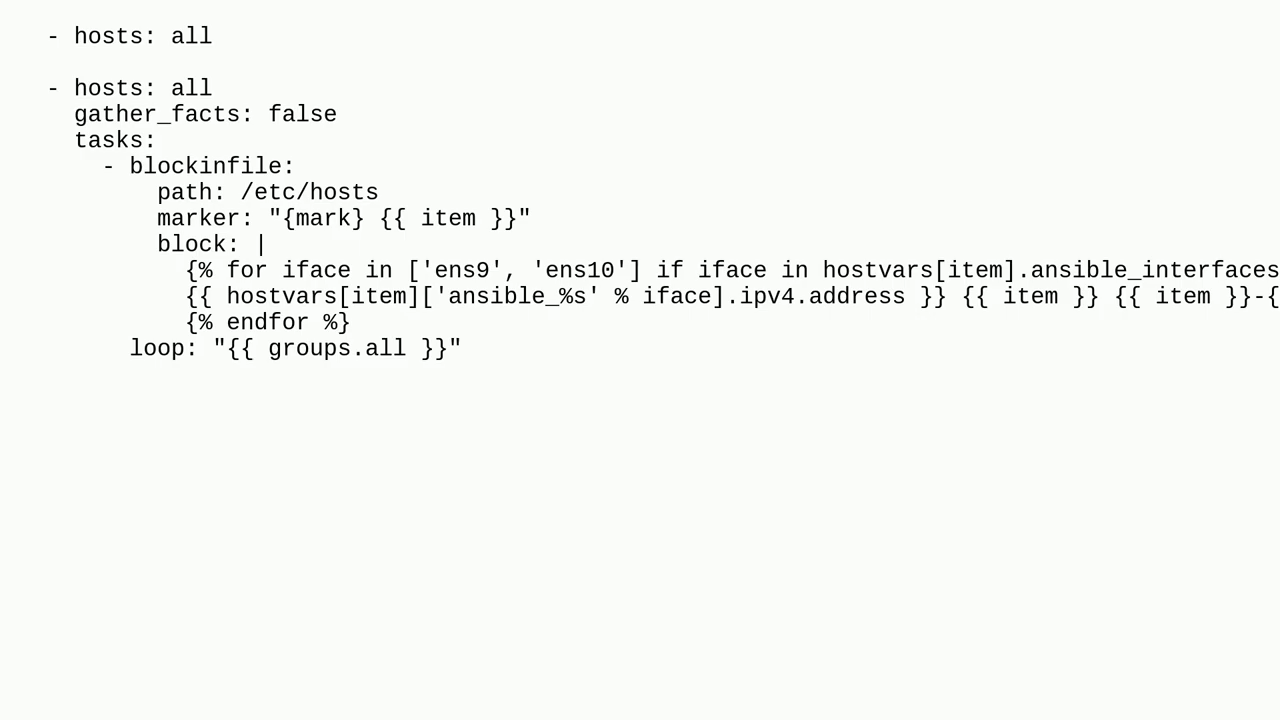 - hosts: all

- hosts: all
  gather_facts: false
  tasks:
    - blockinfile:
        path: /etc/hosts
        marker: "{mark} {{ item }}"
        block: |
          {% for iface in ['ens9', 'ens10'] if iface in hostvars[item].ansible_interfaces
          {{ hostvars[item]['ansible_%s' % iface].ipv4.address }} {{ item }} {{ item }}-{
          {% endfor %}
      loop: "{{ groups.all }}"